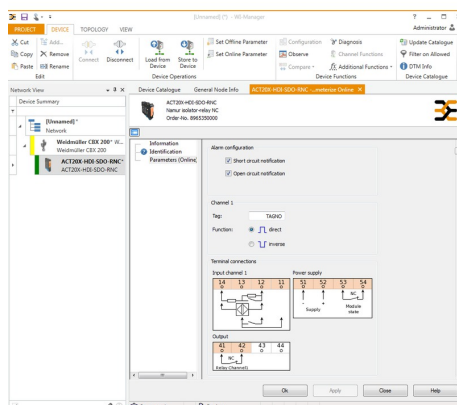 [Unnamed] (*) - WI-Manager
PROJECT DEVICE TOPOLOGY VIEW Administrator
Cut Add...
Copy Remove
Paste Rename
Edit
Connect Disconnect
Load from Device Store to Device
Set Offline Parameter
Set Online Parameter
Device Operations
Configuration Diagnosis
Observe Channel Functions
Compare Additional Functions
Device Functions
Update Catalogue
Filter on Allowed
DTM Info
Device Catalogue
Network View
Device Summary
[Unnamed]*
Network
Weidmüller CBX 200* W...
Weidmüller CBX 200
ACT20X-HDI-SDO-RNC*
ACT20X-HDI-SDO-RNC
Device Catalogue General Node Info ACT20X-HDI-SDO-RNC -...meterize Online
ACT20X-HDI-SDO-RNC
Namur isolator-relay NC
Order-No. 8965350000
Information
Identification
Parameters (Online)
Alarm configuration
Short circuit notification
Open circuit notification
Channel 1
Tag: TAGNO
Function: direct
inverse
Terminal connections
Input channel 1 Power supply
14 13 12 11 51 52 53 54
NC
+ -
Supply Module state
Output
41 42 43 44
NC
Relay (Channel1)
Ok Apply Close Help